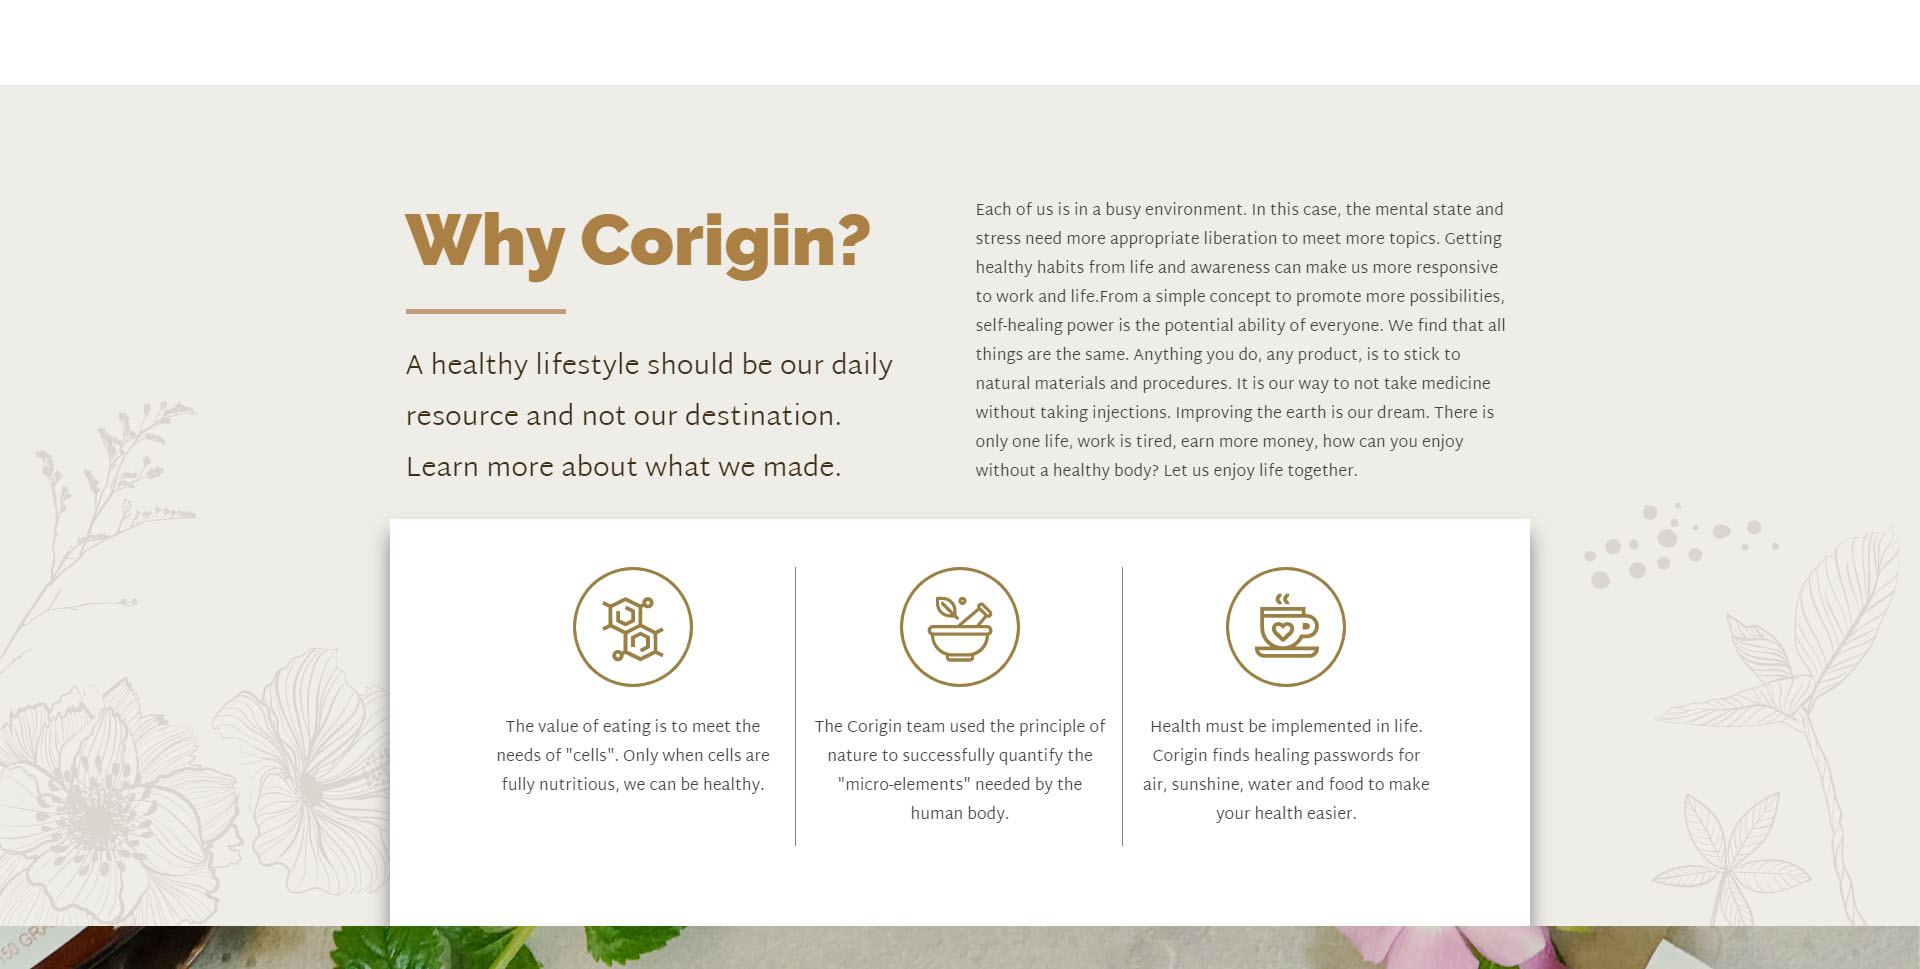 Why Corigin?
A healthy lifestyle should be our daily
resource and not our destination.
Learn more about what we made.
Each of us is in a busy environment. In this case, the mental state and
stress need more appropriate liberation to meet more topics. Getting
healthy habits from life and awareness can make us more responsive
to work and life.From a simple concept to promote more possibilities,
self-healing power is the potential ability of everyone. We find that all
things are the same. Anything you do, any product, is to stick to
natural materials and procedures. It is our way to not take medicine
without taking injections. Improving the earth is our dream. There is
only one life, work is tired, earn more money, how can you enjoy
without a healthy body? Let us enjoy life together.
The value of eating is to meet the
needs of "cells". Only when cells are
fully nutritious, we can be healthy.
The Corigin team used the principle of
nature to successfully quantify the
"micro-elements" needed by the
human body.
Health must be implemented in life.
Corigin finds healing passwords for
air, sunshine, water and food to make
your health easier.